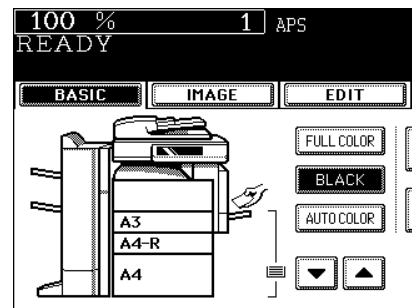 100 % 1 APS
READY
BASIC IMAGE EDIT
FULL COLOR
BLACK
AUTO COLOR
A3
A4-R
A4